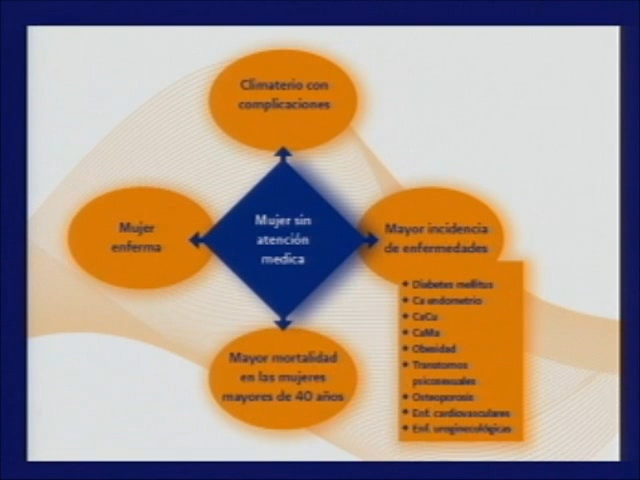 Climaterio con
complicaciones
Mujer
enferma
Mujer sin
atención
medica
Mayor incidencia
de enfermedades
Diabetes mellitus
Ca endometrio
CaCu
CaMa
Obesidad
Transtornos
psicosexuales
Osteoporosis
Enf. cardiovasculares
Enf. uroginecológicas
Mayor mortalidad
en las mujeres
mayores de 40 años